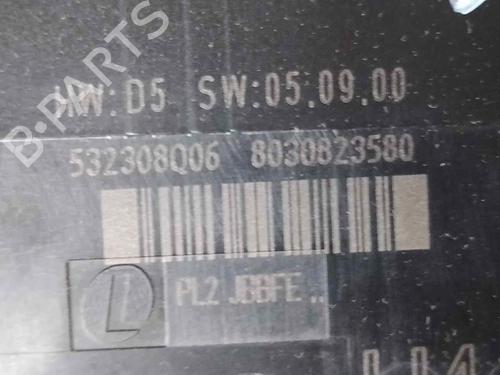 B-PARTS
HW: D5 SW:05.09.00
532308Q06 8030823580
L PL2 JBBFE ..